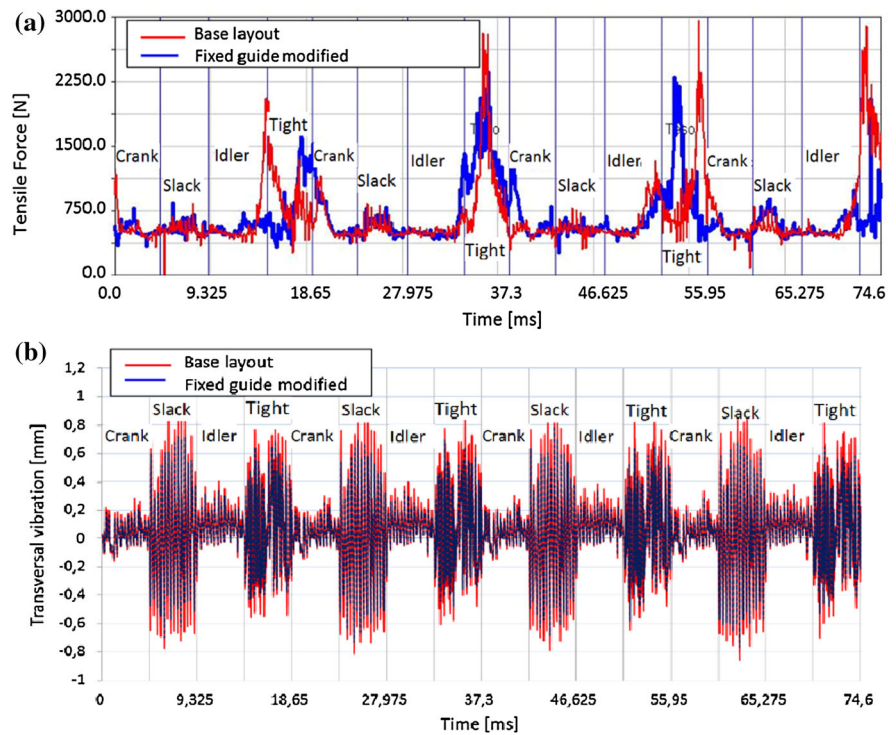 (a)
3000.0
2250.0
1500.0
750.0
0.0
Tensile Force [N]
Base layout
Fixed guide modified
Crank
Slack
Idler
Tight
Crank
Slack
Idler
Teso
Tight
Crank
Slack
Idler
Teso
Tight
Crank
Slack
Idler
0.0 9.325 18.65 27.975 37.3 46.625 55.95 65.275 74.6
Time [ms]
(b)
1,2
1
0,8
0,6
0,4
0,2
0
-0,2
-0,4
-0,6
-0,8
-1
Transversal vibration [mm]
Base layout
Fixed guide modified
Crank Slack Idler Tight Crank Slack Idler Tight Crank Slack Idler Tight Crank Slack Idler Tight
0 9,325 18,65 27,975 37,3 46,625 55,95 65,275 74,6
Time [ms]